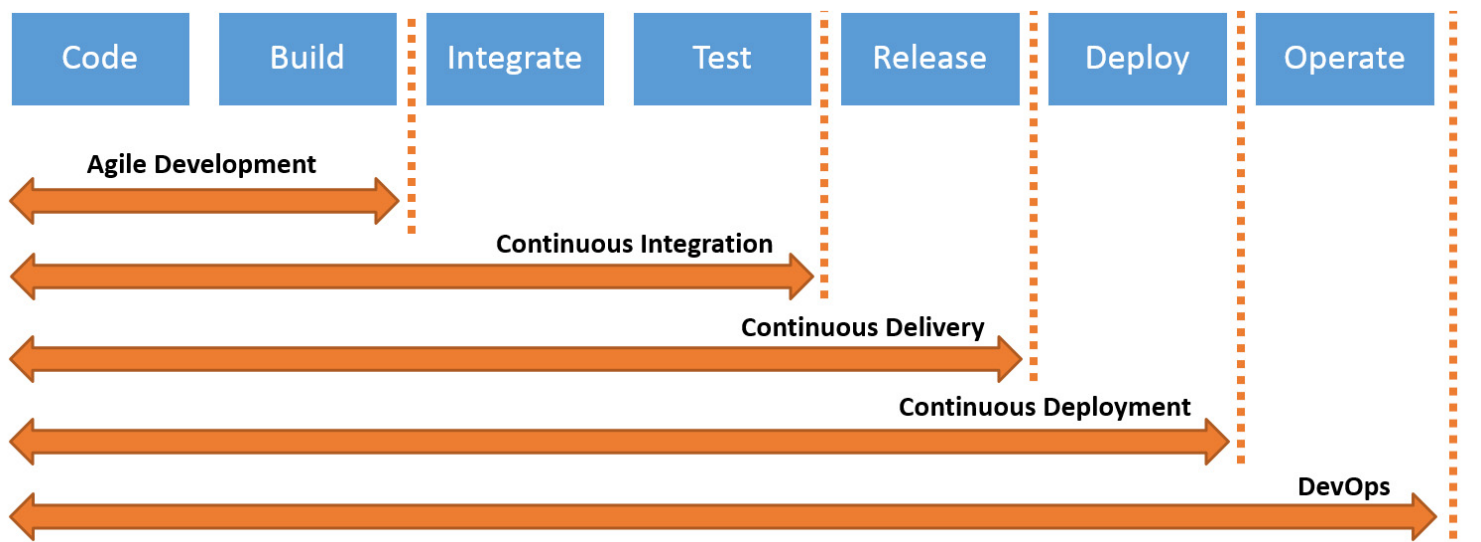 Code Build Integrate Test Release Deploy Operate
Agile Development
Continuous Integration
Continuous Delivery
Continuous Deployment
DevOps